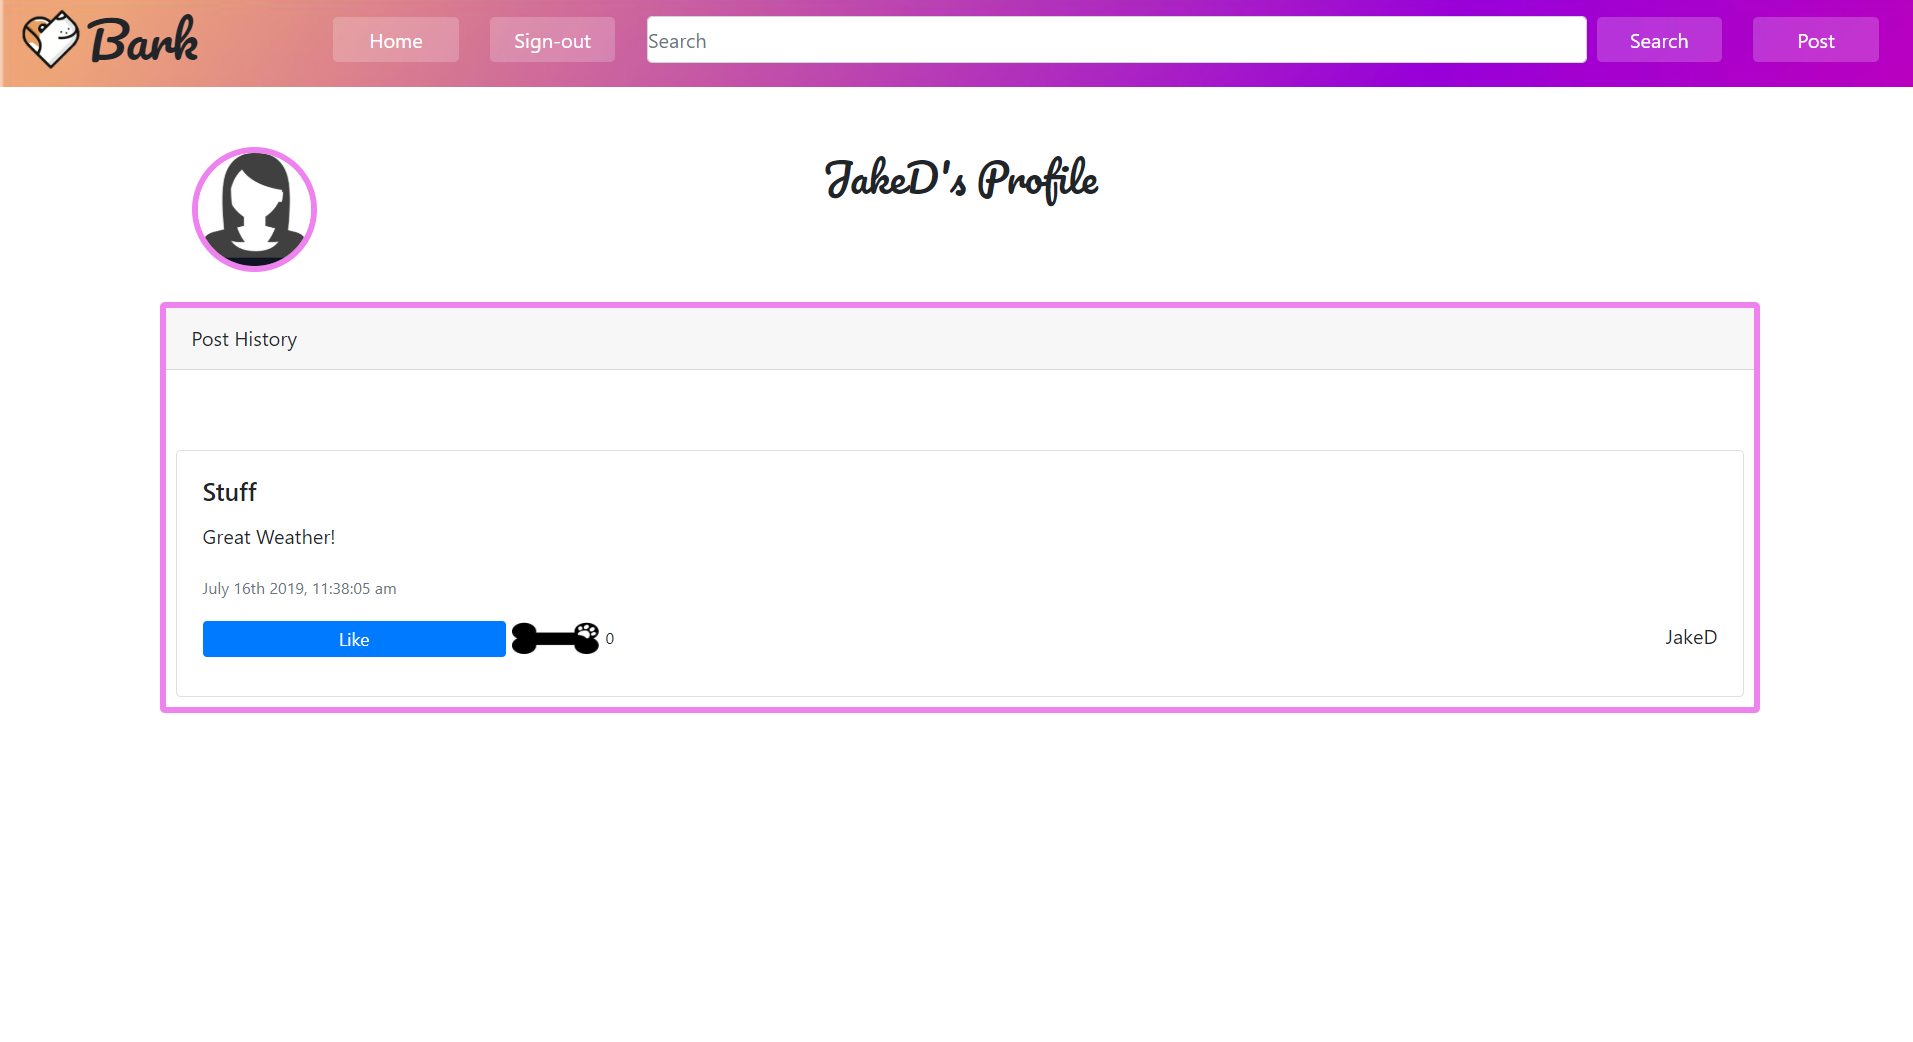 Bark
Home
Sign-out
Search
Search
Post
JakeD's Profile
Post History
Stuff
Great Weather!
July 16th 2019, 11:38:05 am
Like
0
JakeD